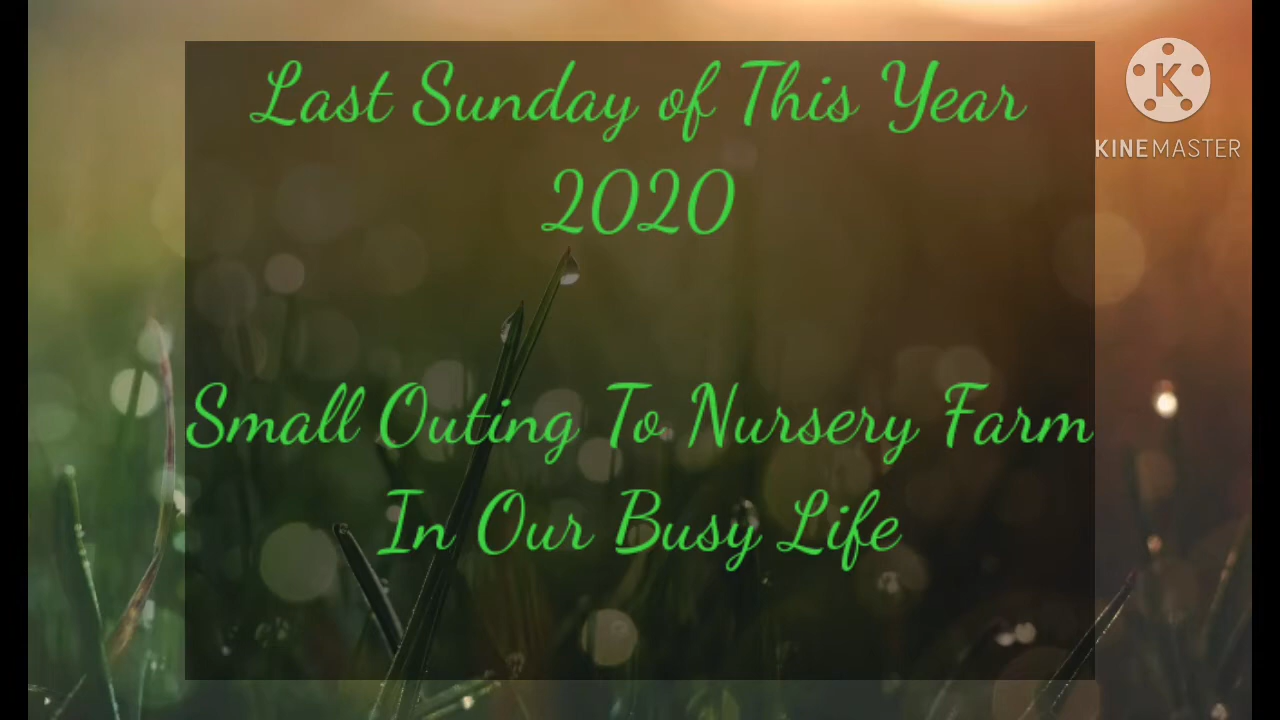 Last Sunday of This Year
2020
Small Outing To Nursery Farm
In Our Busy Life
K
KINEMASTER